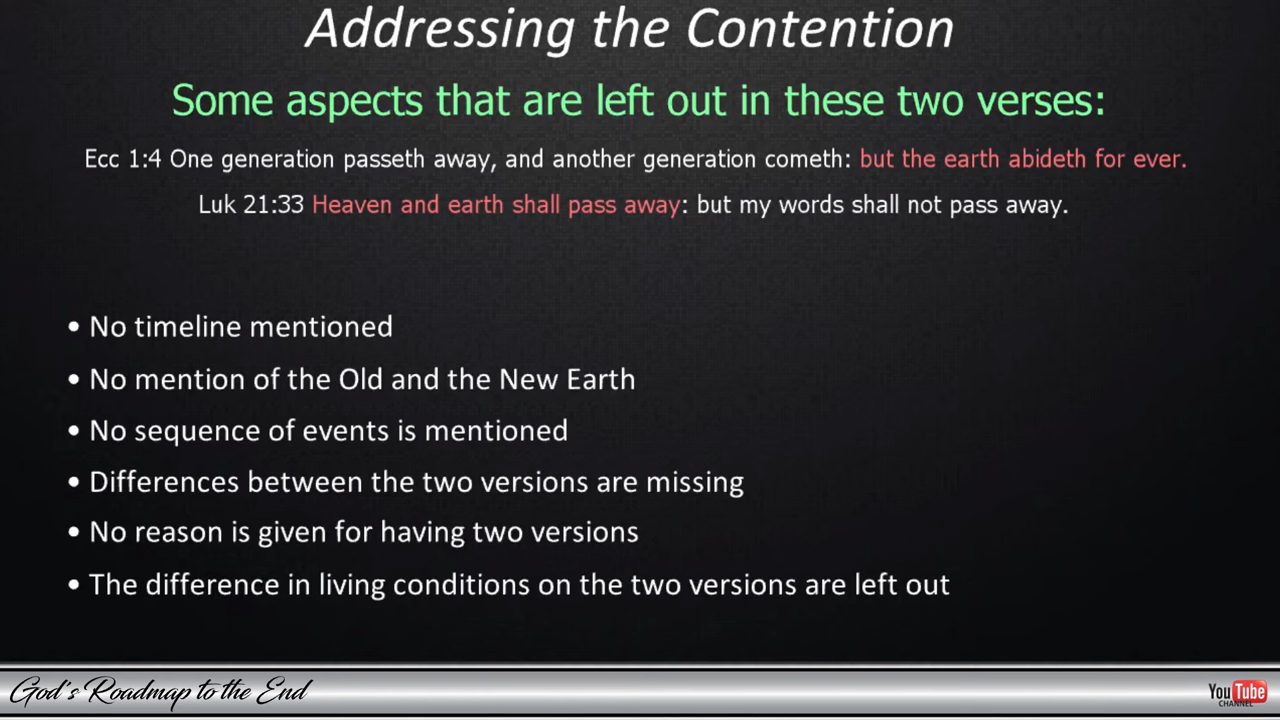 Addressing the Contention
Some aspects that are left out in these two verses:
Ecc 1:4 One generation passeth away, and another generation cometh: but the earth abideth for ever.
Luk 21:33 Heaven and earth shall pass away: but my words shall not pass away.
• No timeline mentioned
• No mention of the Old and the New Earth
• No sequence of events is mentioned
• Differences between the two versions are missing
• No reason is given for having two versions
• The difference in living conditions on the two versions are left out
God's Roadmap to the End
YouTube
CHANNEL